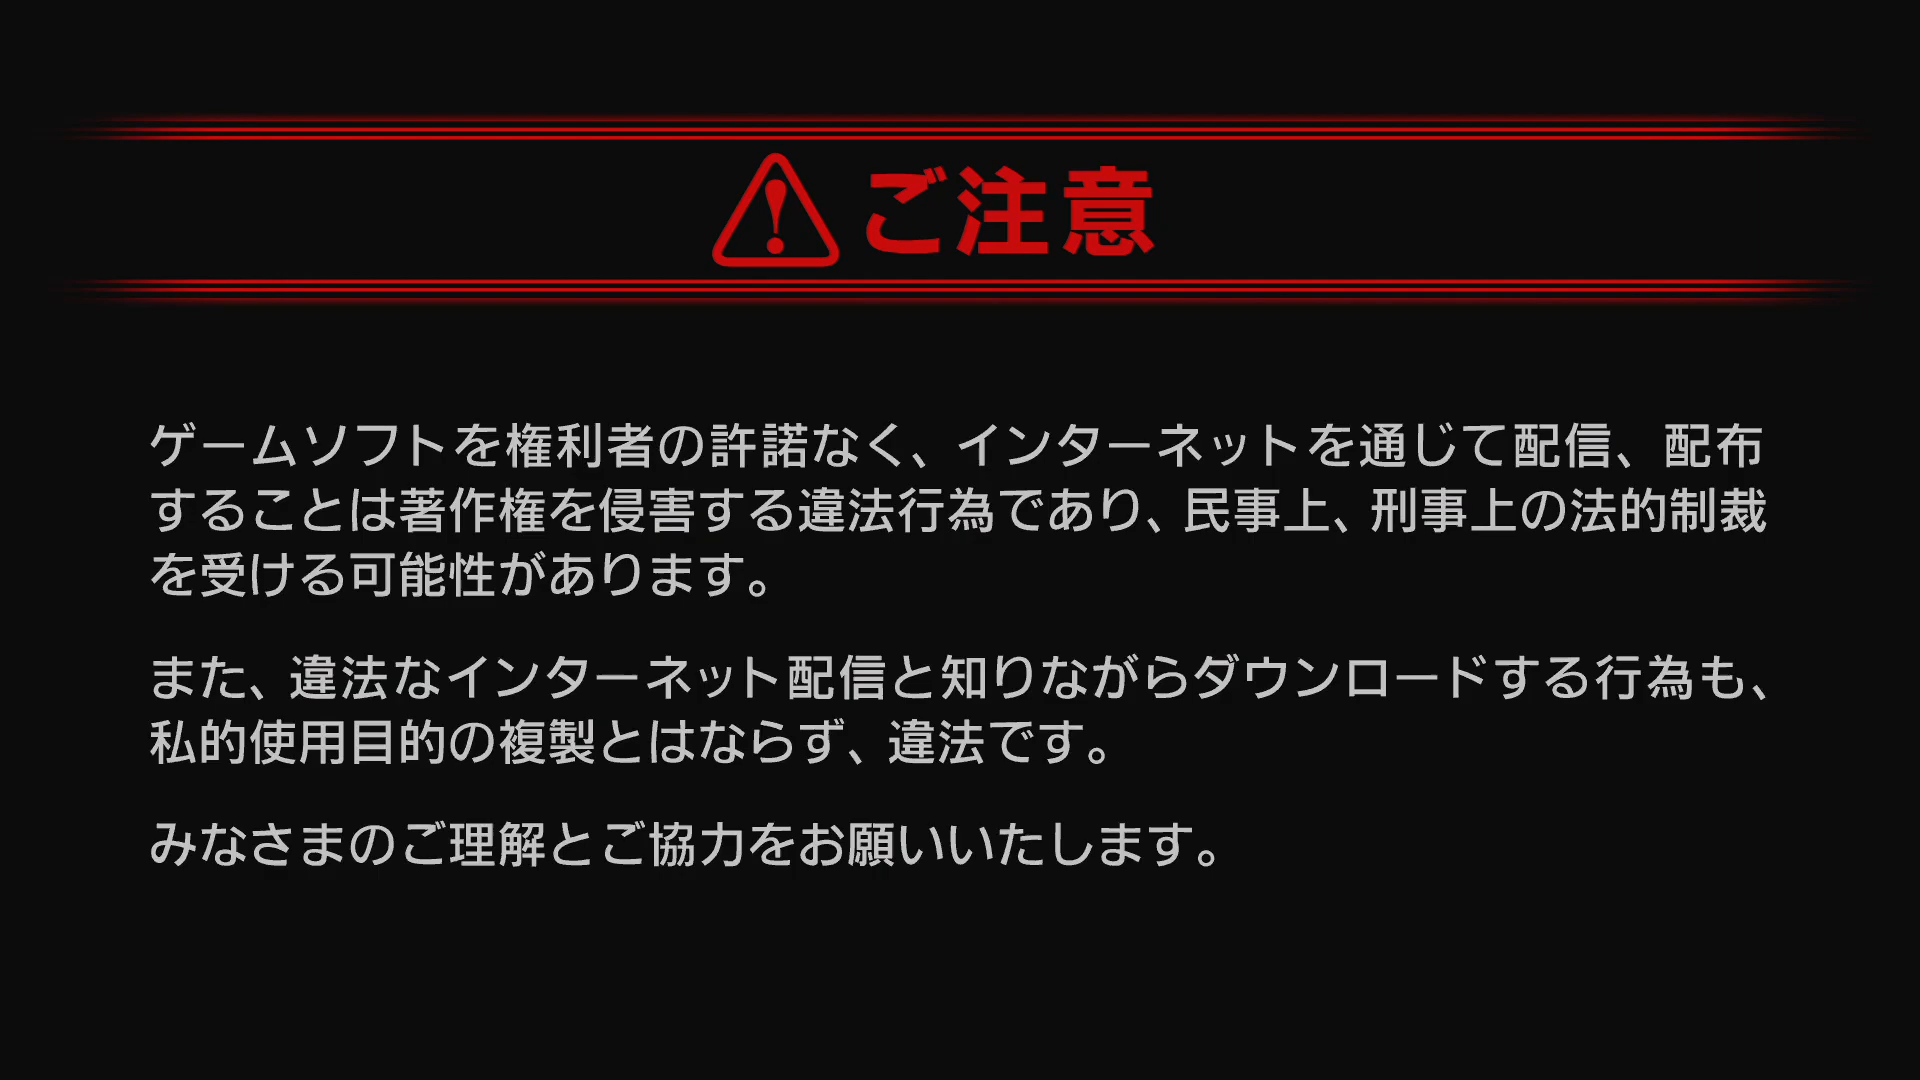 ご注意
ゲームソフトを権利者の許諾なく、インターネットを通じて配信、配布
することは著作権を侵害する違法行為であり、民事上、刑事上の法的制裁
を受ける可能性があります。
また、違法なインターネット配信と知りながらダウンロードする行為も、
私的使用目的の複製とはならず、違法です。
みなさまのご理解とご協力をお願いいたします。